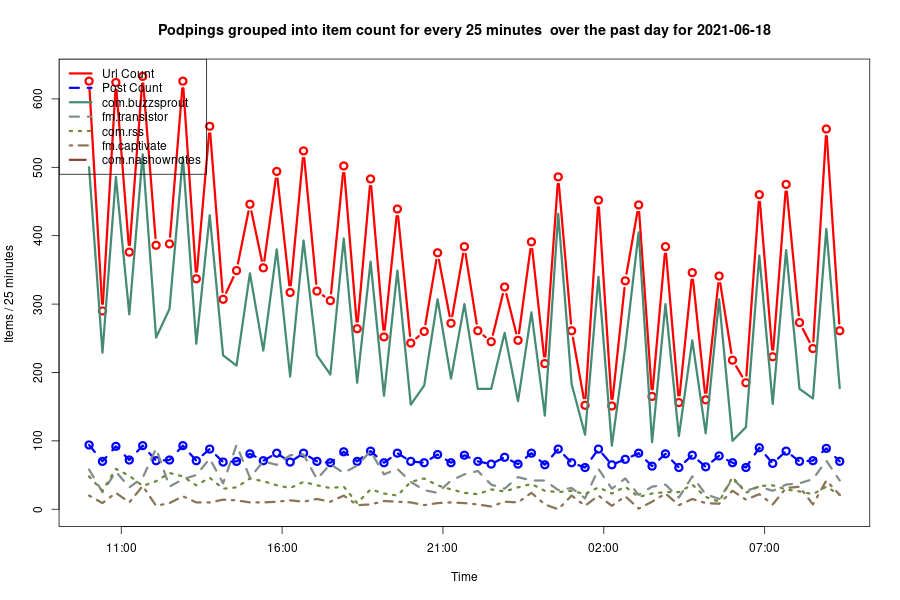 Podpings grouped into item count for every 25 minutes  over the past day for 2021-06-18
Url Count
Post Count
com.buzzsprout
fm.transistor
com.rss
fm.captivate
com.nashownotes
Items / 25 minutes
600
500
400
300
200
100
0
11:00
16:00
21:00
02:00
07:00
Time